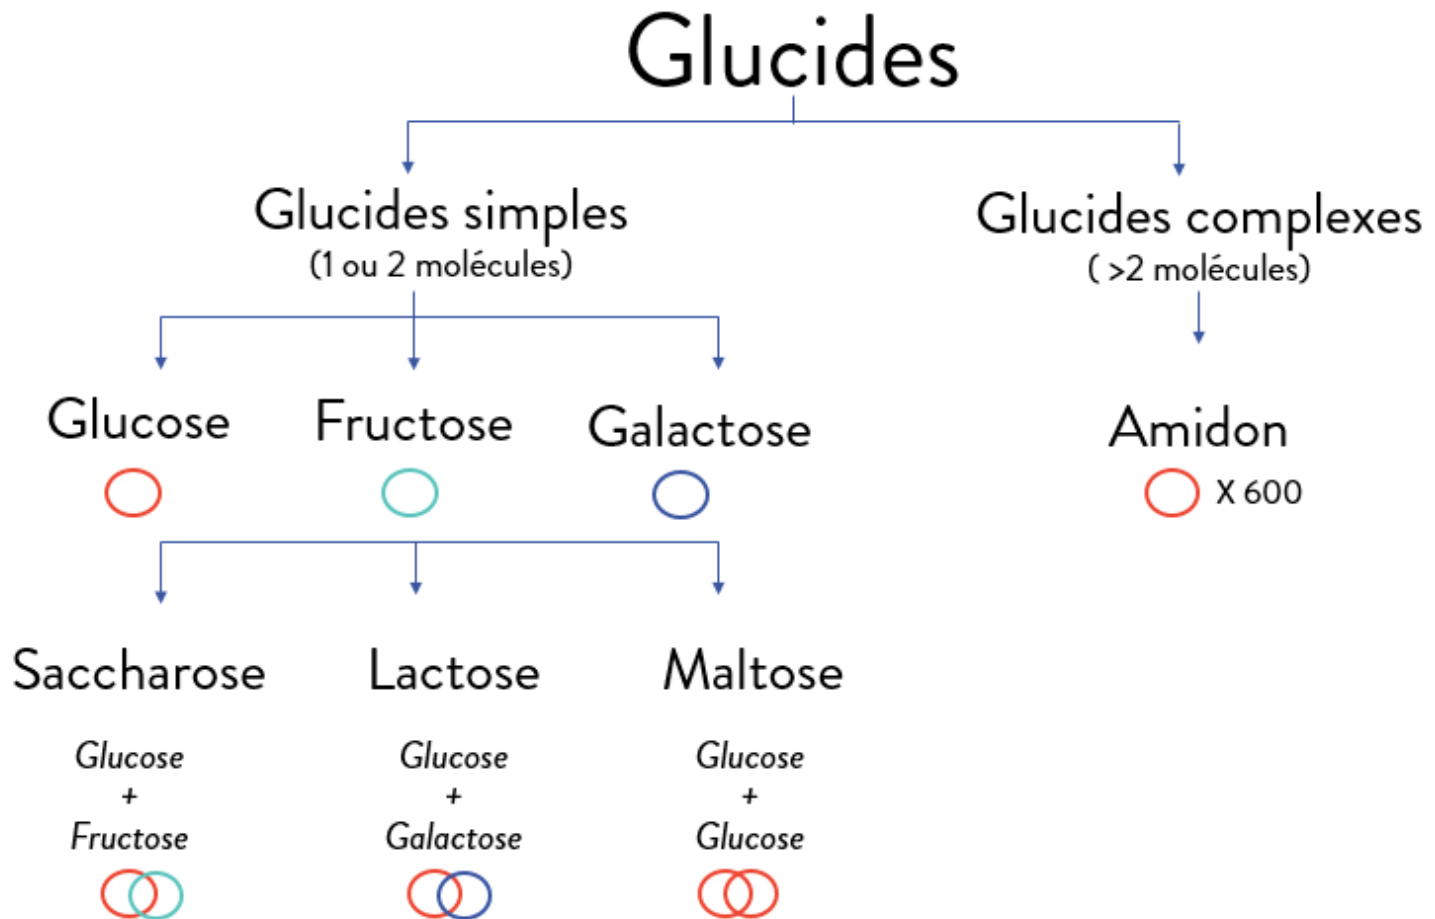 Glucides
Glucides simples
(1 ou 2 molécules)
Glucides complexes
( >2 molécules)
Glucose
Fructose
Galactose
Amidon
X 600
Saccharose
Lactose
Maltose
Glucose
+
Fructose
Glucose
+
Galactose
Glucose
+
Glucose